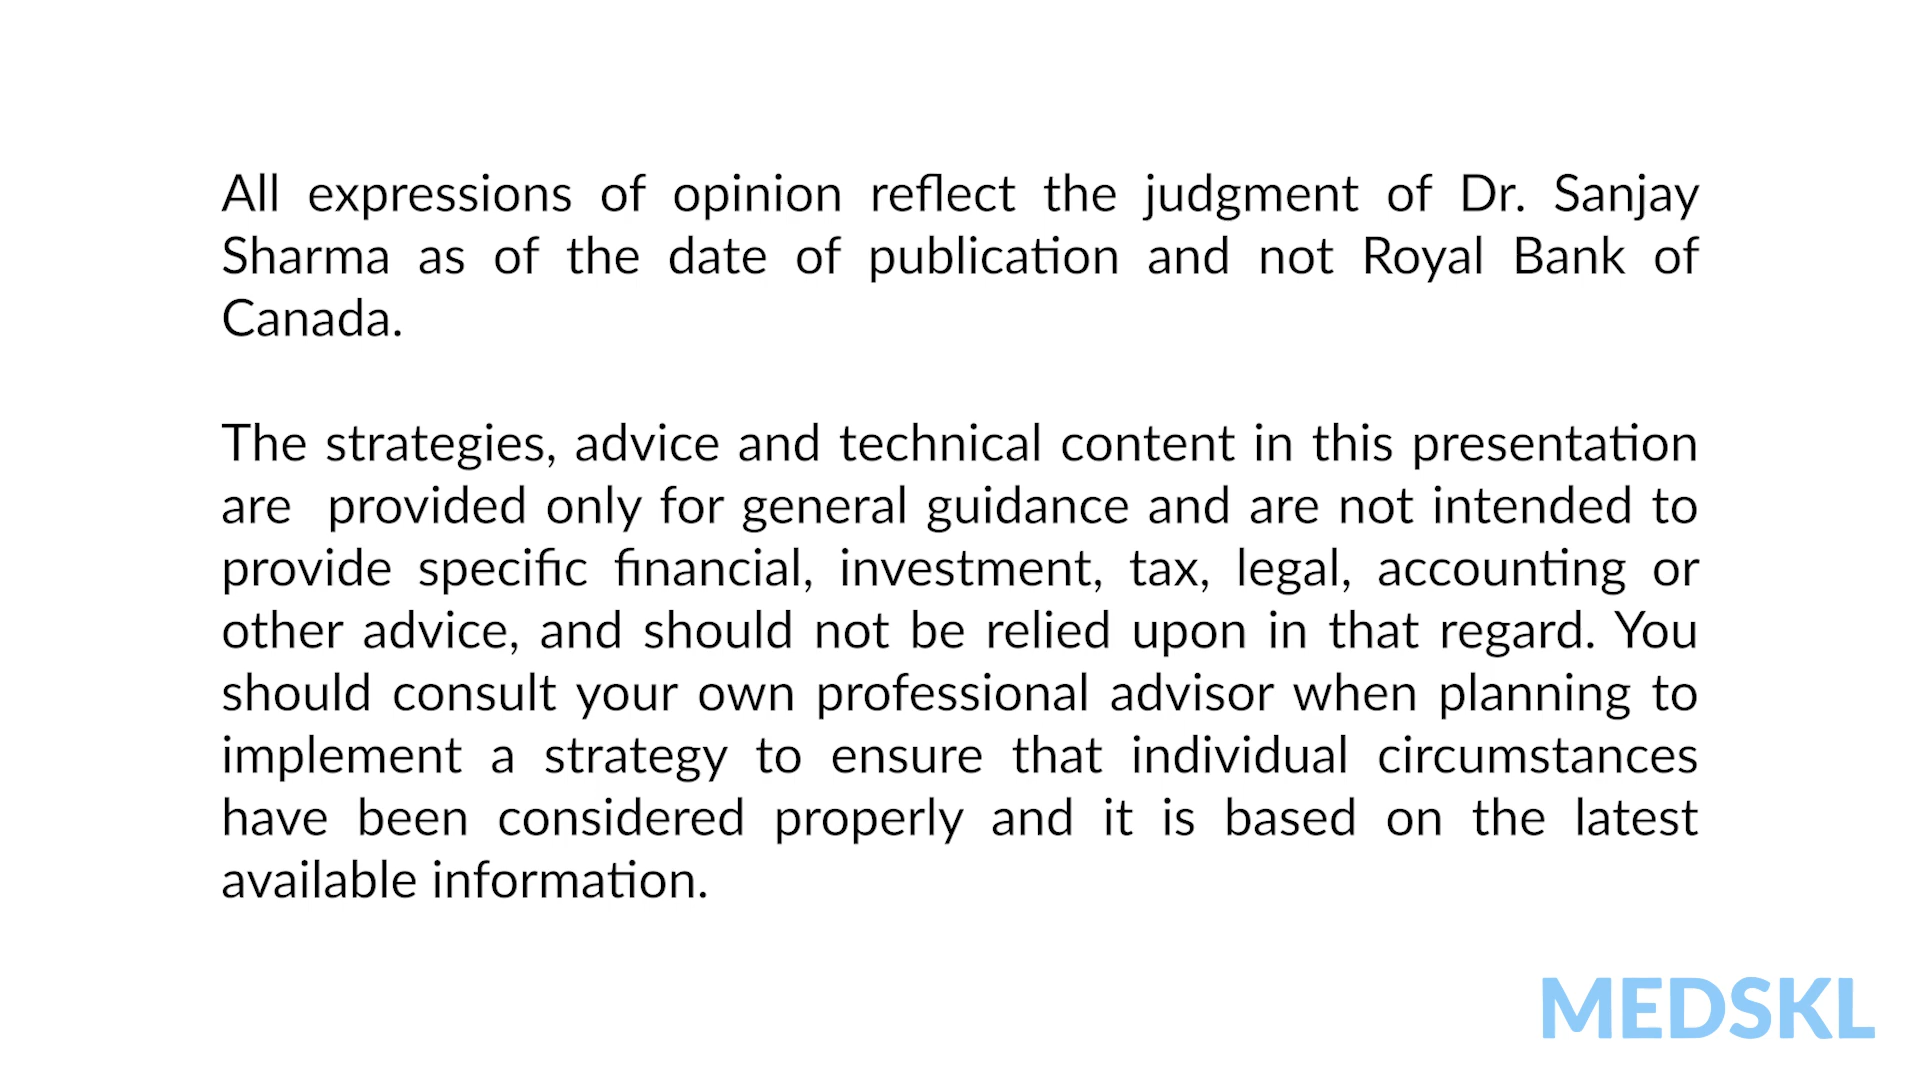 All expressions of opinion reflect the judgment of Dr. Sanjay
Sharma as of the date of publication and not Royal Bank of
Canada.
The strategies, advice and technical content in this presentation
are provided only for general guidance and are not intended to
provide specific financial, investment, tax, legal, accounting or
other advice, and should not be relied upon in that regard. You
should consult your own professional advisor when planning to
implement a strategy to ensure that individual circumstances
have been considered properly and it is based on the latest
available information.
MEDSKL